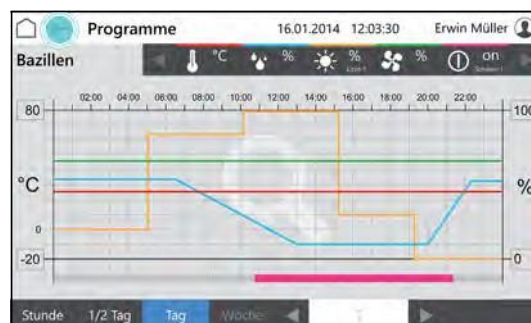 Programme 16.01.2014 12:03:30 Erwin Müller
Bazillen °C % % % on
02:00 04:00 06:00 08:00 10:00 12:00 14:00 16:00 18:00 20:00 22:00
80 100
°C %
0
-20 0
Stunde 1/2 Tag Tag Woche